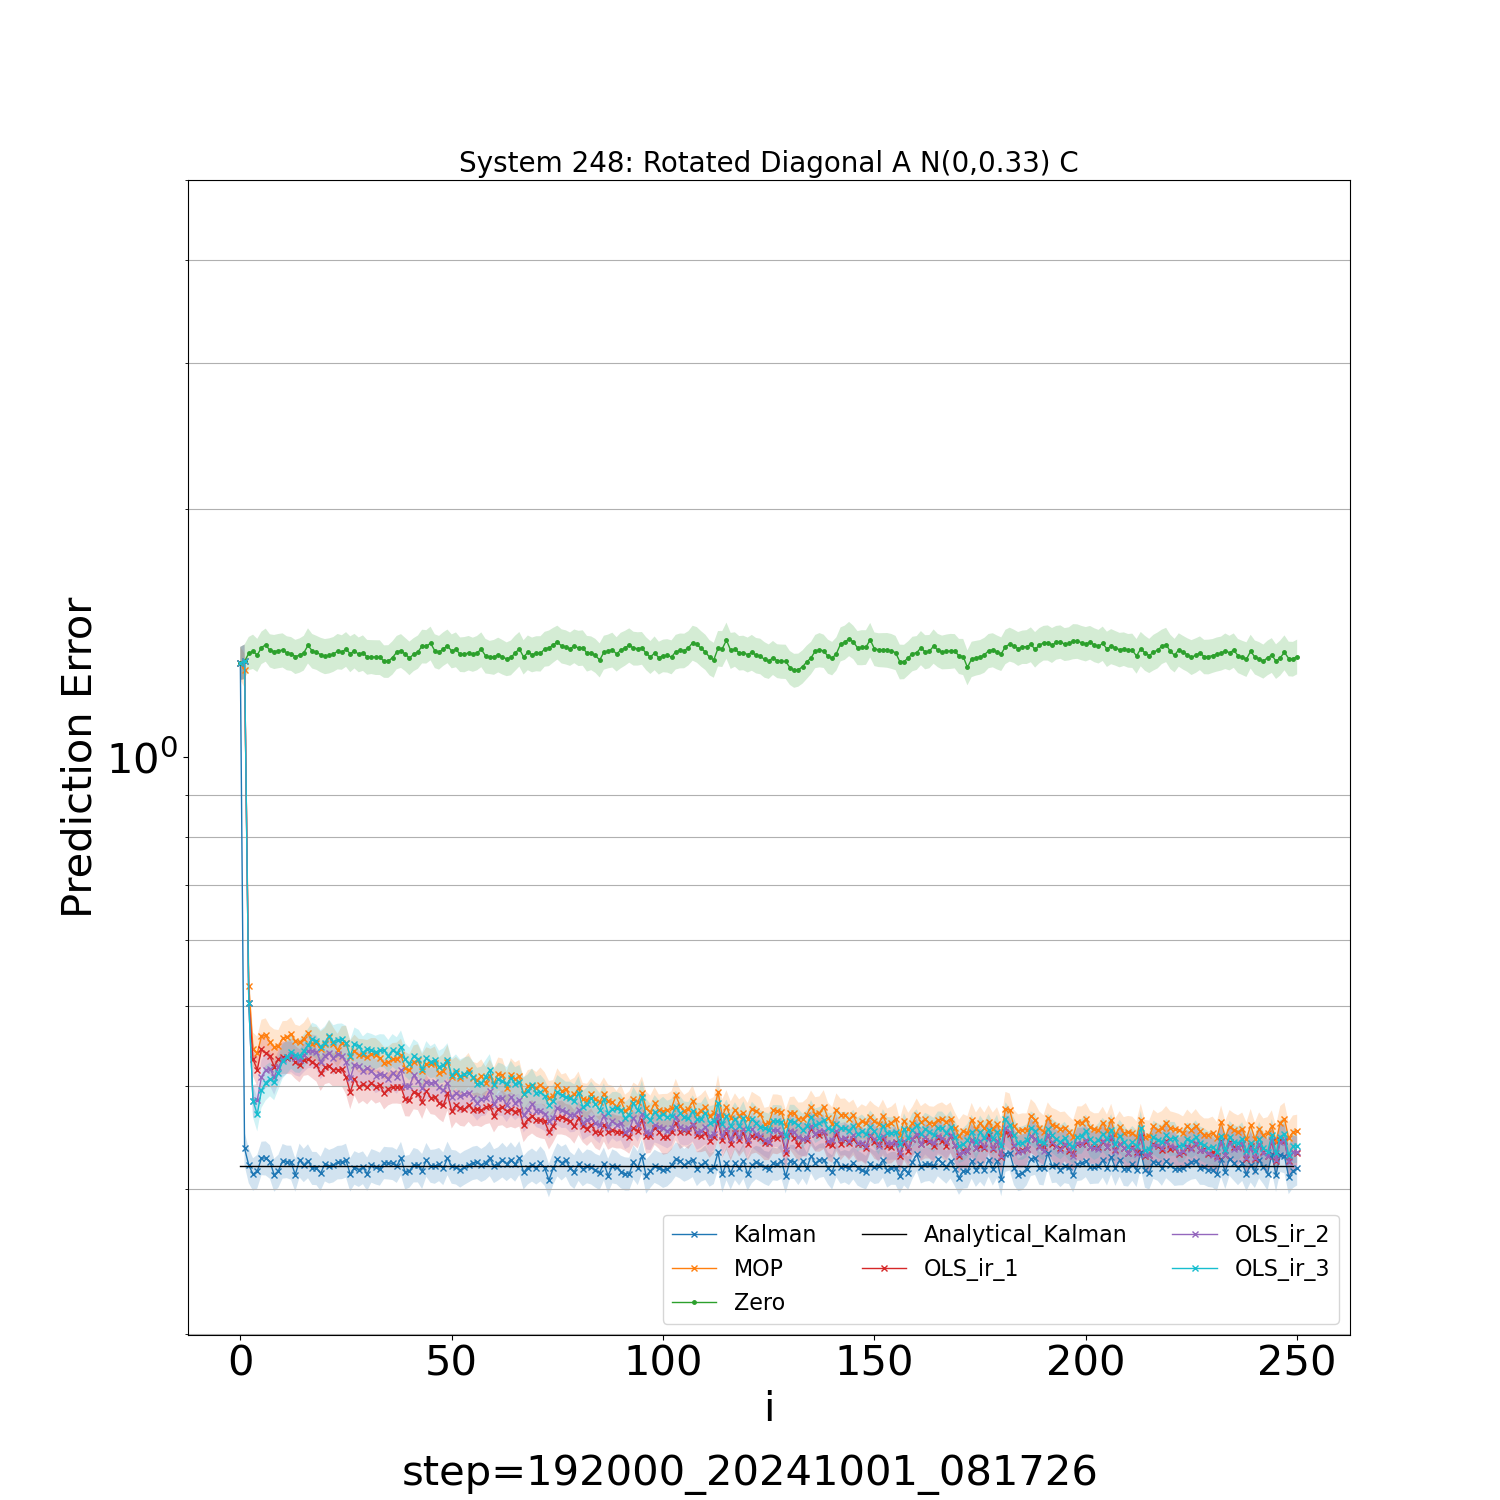 System 248: Rotated Diagonal A N(0,0.33) C
Prediction Error
10⁰
Kalman
MOP
Zero
Analytical_Kalman
OLS_ir_1
OLS_ir_2
OLS_ir_3
0 50 100 150 200 250
i
step=192000_20241001_081726